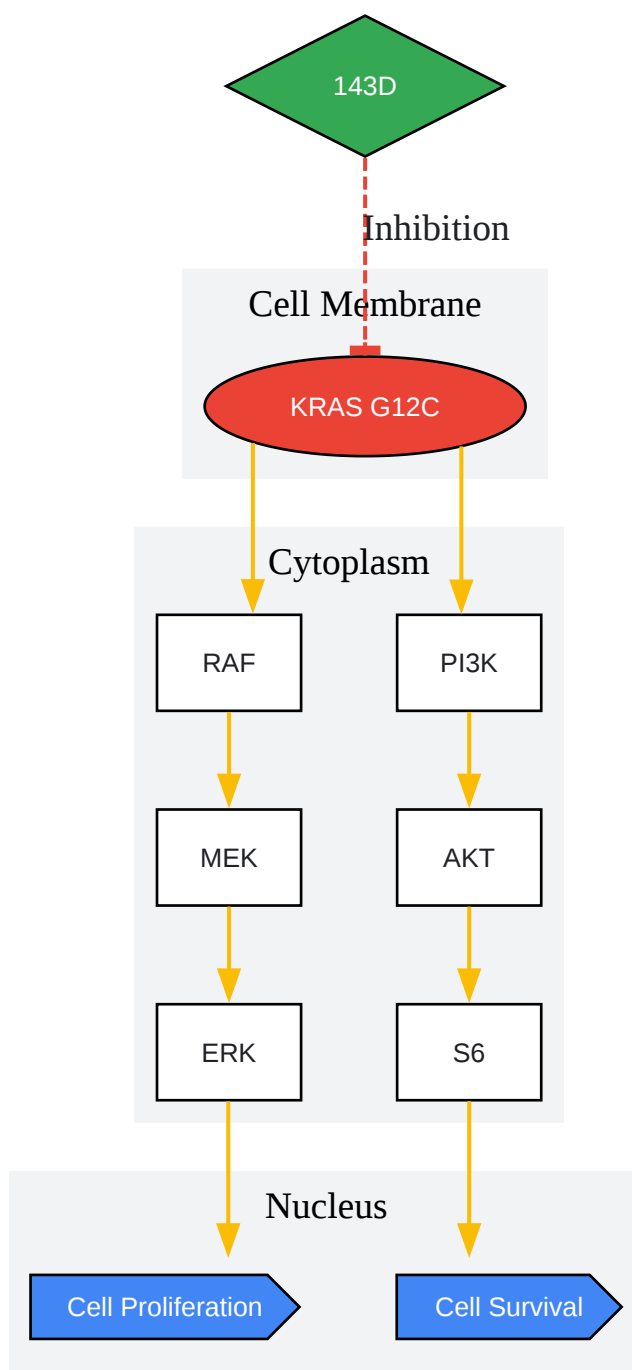 143D
Inhibition
Cell Membrane
KRAS G12C
Cytoplasm
RAF
PI3K
MEK
AKT
ERK
S6
Nucleus
Cell Proliferation
Cell Survival